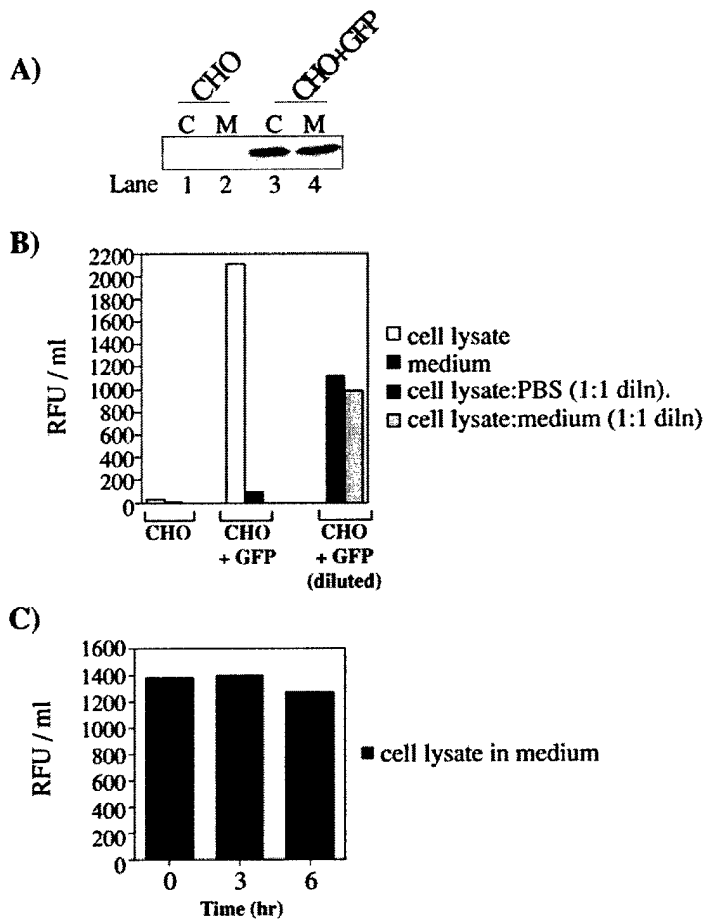 A)
CHO
CHO+GFP
C M C M
Lane 1 2 3 4
B)
RFU / ml
2200
2000
1800
1600
1400
1200
1000
800
600
400
200
0
cell lysate
medium
cell lysate:PBS (1:1 diln).
cell lysate:medium (1:1 diln)
CHO
CHO
+ GFP
CHO
+ GFP
(diluted)
C)
RFU / ml
1600
1400
1200
1000
800
600
400
200
0
cell lysate in medium
0 3 6
Time (hr)